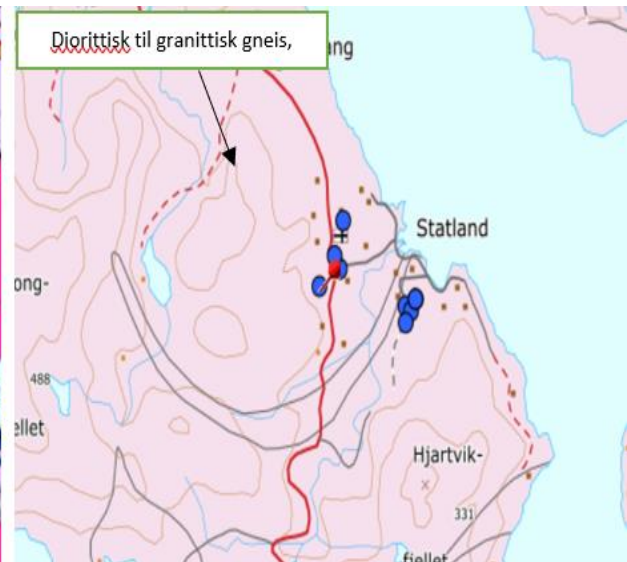 Diorittisk til granittisk gneis,
ang
Statland
ong-
488
ellet
Hjartvik-
331
fjellet